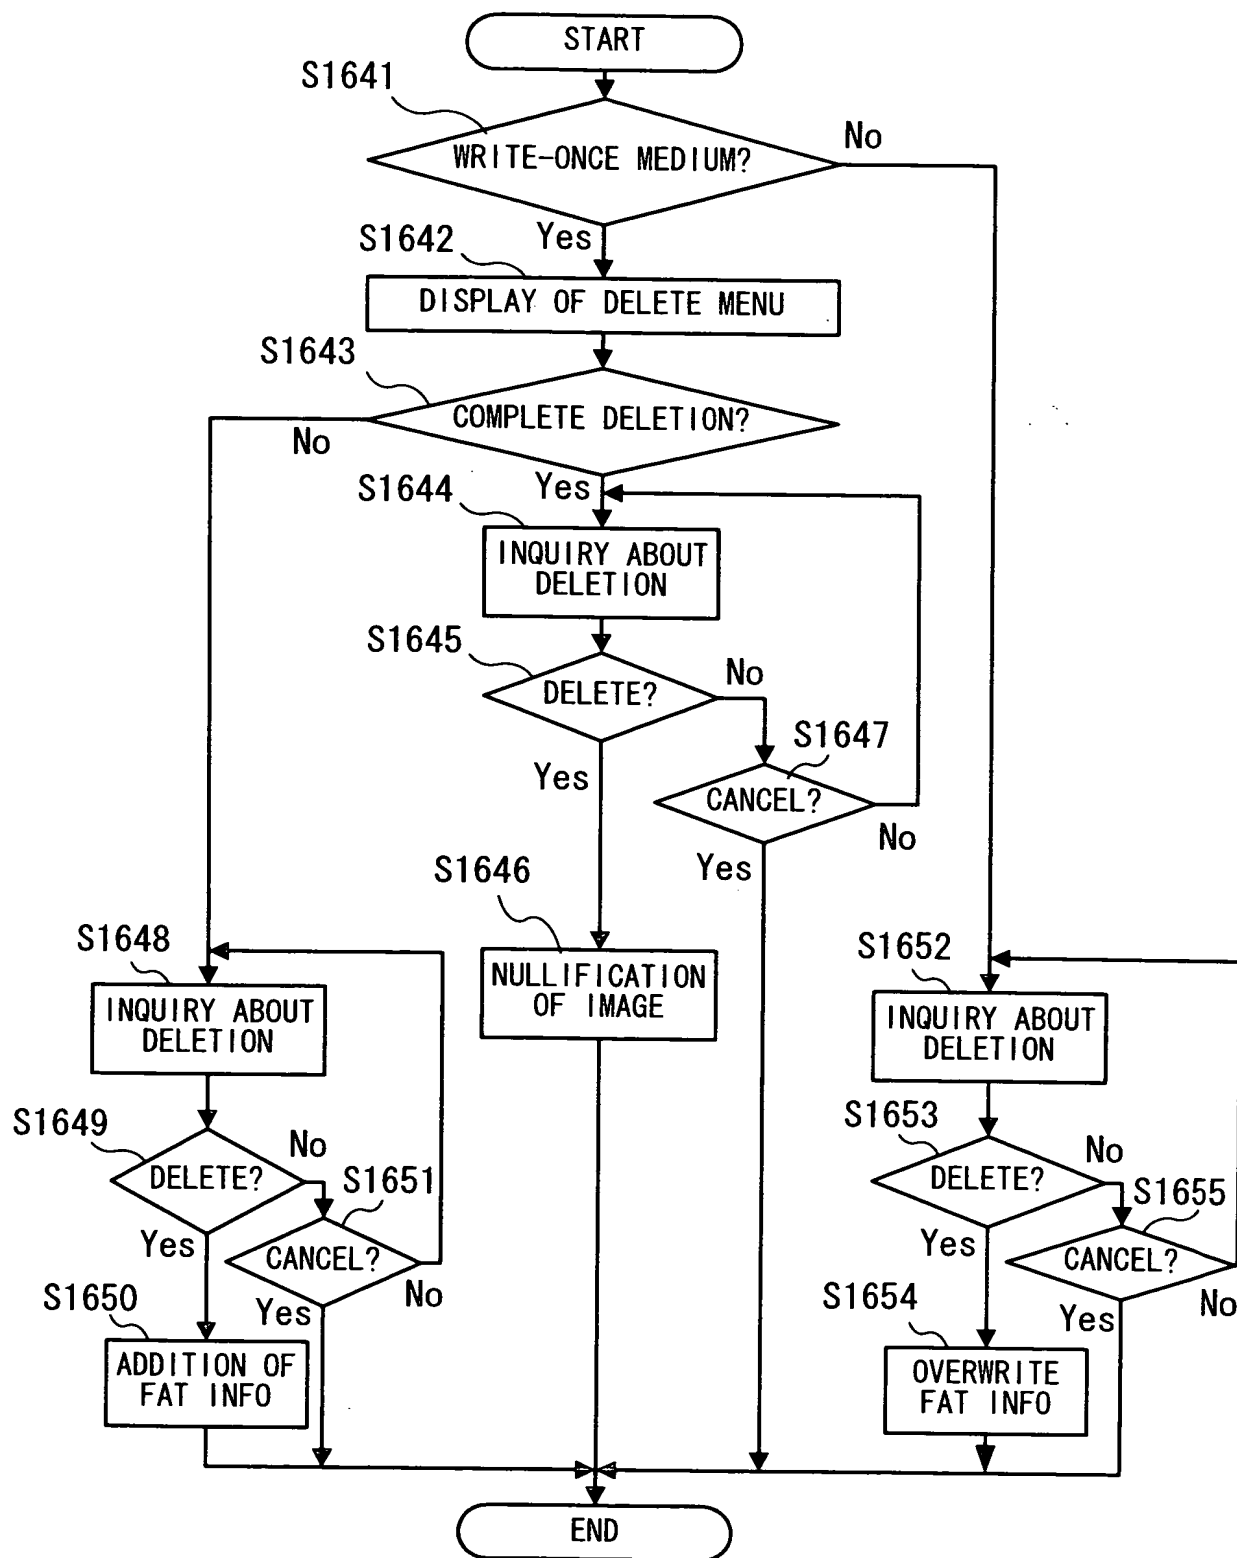 START
S1641
WRITE-ONCE MEDIUM?
No
Yes
S1642
DISPLAY OF DELETE MENU
S1643
COMPLETE DELETION?
No
Yes
S1644
INQUIRY ABOUT
DELETION
S1645
DELETE?
No
Yes
S1647
CANCEL?
No
Yes
S1646
NULLIFICATION
OF IMAGE
S1648
INQUIRY ABOUT
DELETION
S1649
DELETE?
No
Yes
S1651
CANCEL?
No
Yes
S1650
ADDITION OF
FAT INFO
S1652
INQUIRY ABOUT
DELETION
S1653
DELETE?
No
Yes
S1655
CANCEL?
No
Yes
S1654
OVERWRITE
FAT INFO
END